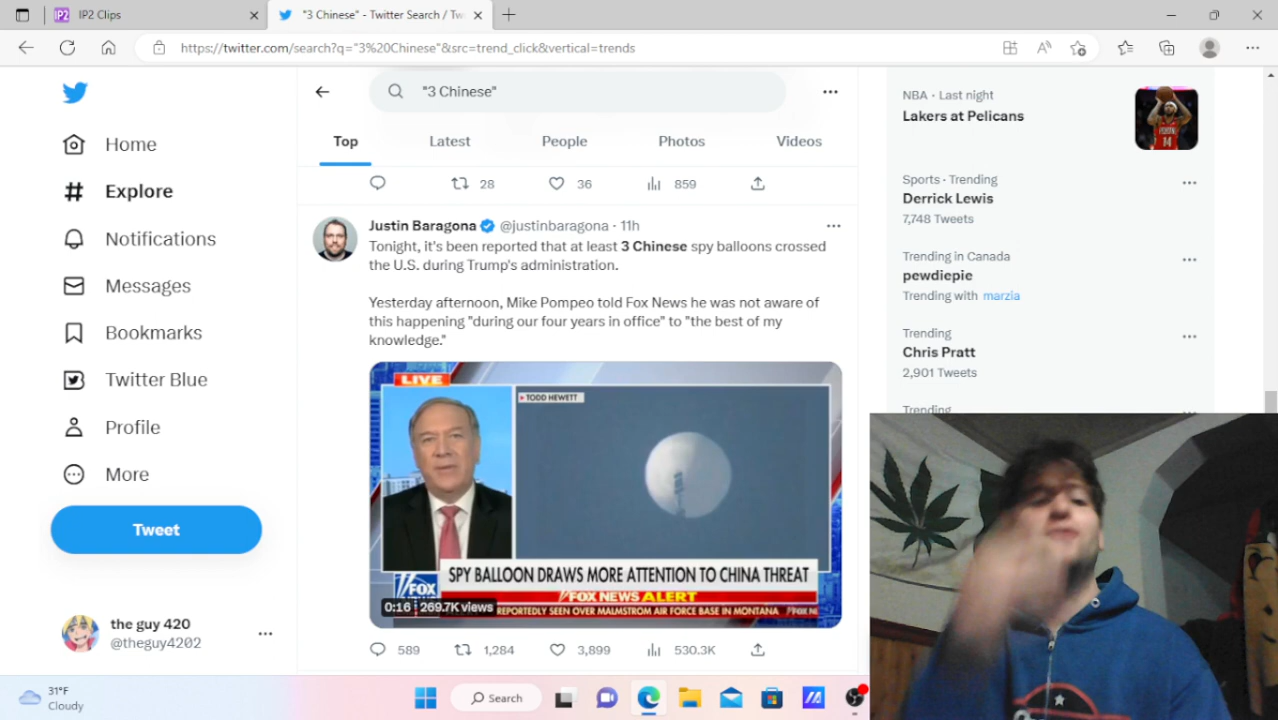 IP2 IP2 Clips
"3 Chinese" - Twitter Search / Tw
https://twitter.com/search?q="3%20Chinese"&src=trend_click&vertical=trends
Home
Explore
Notifications
Messages
Bookmarks
Twitter Blue
Profile
More
Tweet
the guy 420
@theguy4202
"3 Chinese"
Top Latest People Photos Videos
28 36 859
Justin Baragona @justinbaragona · 11h
Tonight, it's been reported that at least 3 Chinese spy balloons crossed
the U.S. during Trump's administration.
Yesterday afternoon, Mike Pompeo told Fox News he was not aware of
this happening "during our four years in office" to "the best of my
knowledge."
LIVE
TODD HEWETT
SPY BALLOON DRAWS MORE ATTENTION TO CHINA THREAT
FOX NEWS ALERT
FOX
0:16 269.7K views
REPORTEDLY SEEN OVER MALMSTROM AIR FORCE BASE IN MONTANA
589 1,284 3,899 530.3K
NBA · Last night
Lakers at Pelicans
Sports · Trending
Derrick Lewis
7,748 Tweets
Trending in Canada
pewdiepie
Trending with marzia
Trending
Chris Pratt
2,901 Tweets
Trending
31°F
Cloudy
Search